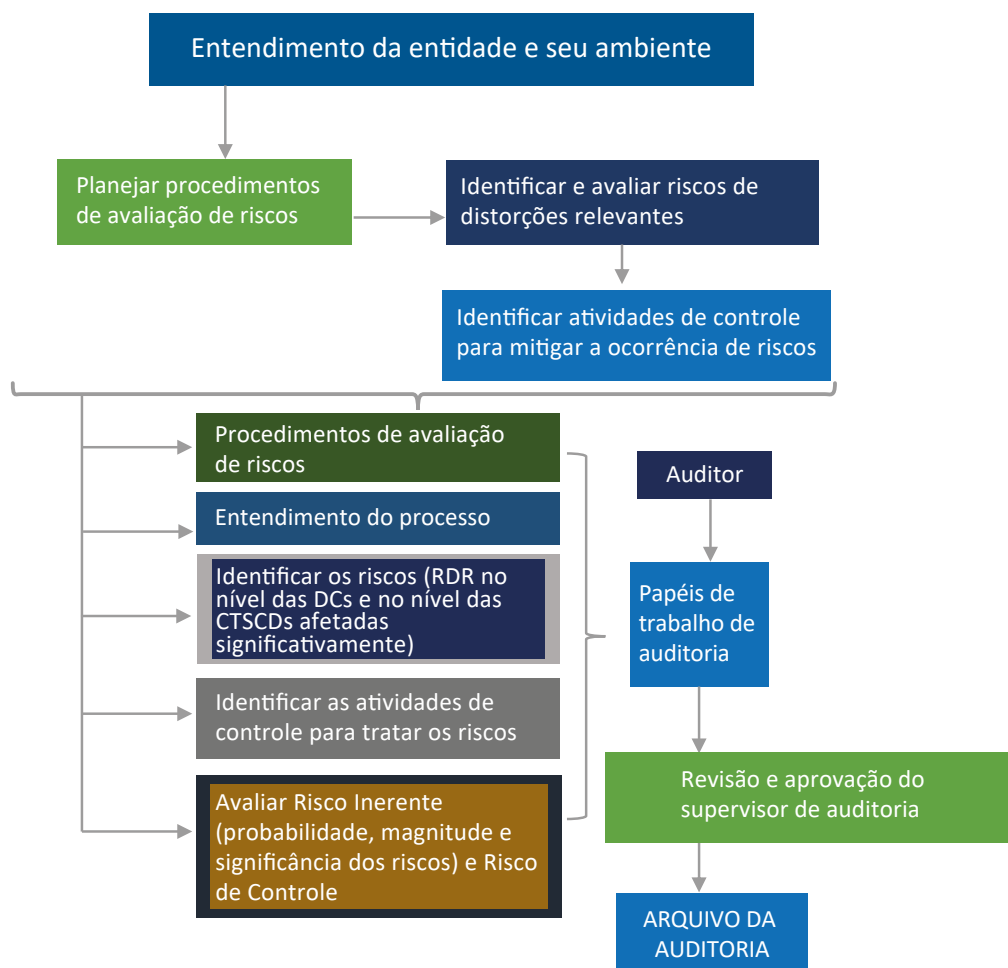 Entendimento da entidade e seu ambiente
Planejar procedimentos
de avaliação de riscos
Identificar e avaliar riscos de
distorções relevantes
Identificar atividades de controle
para mitigar a ocorrência de riscos
Procedimentos de avaliação
de riscos
Entendimento do processo
Identificar os riscos (RDR no
nível das DCs e no nível das
CTSCDs afetadas
significativamente)
Identificar as atividades de
controle para tratar os riscos
Avaliar Risco Inerente
(probabilidade, magnitude e
significância dos riscos) e Risco
de Controle
Auditor
Papéis de
trabalho de
auditoria
Revisão e aprovação do
supervisor de auditoria
ARQUIVO DA
AUDITORIA